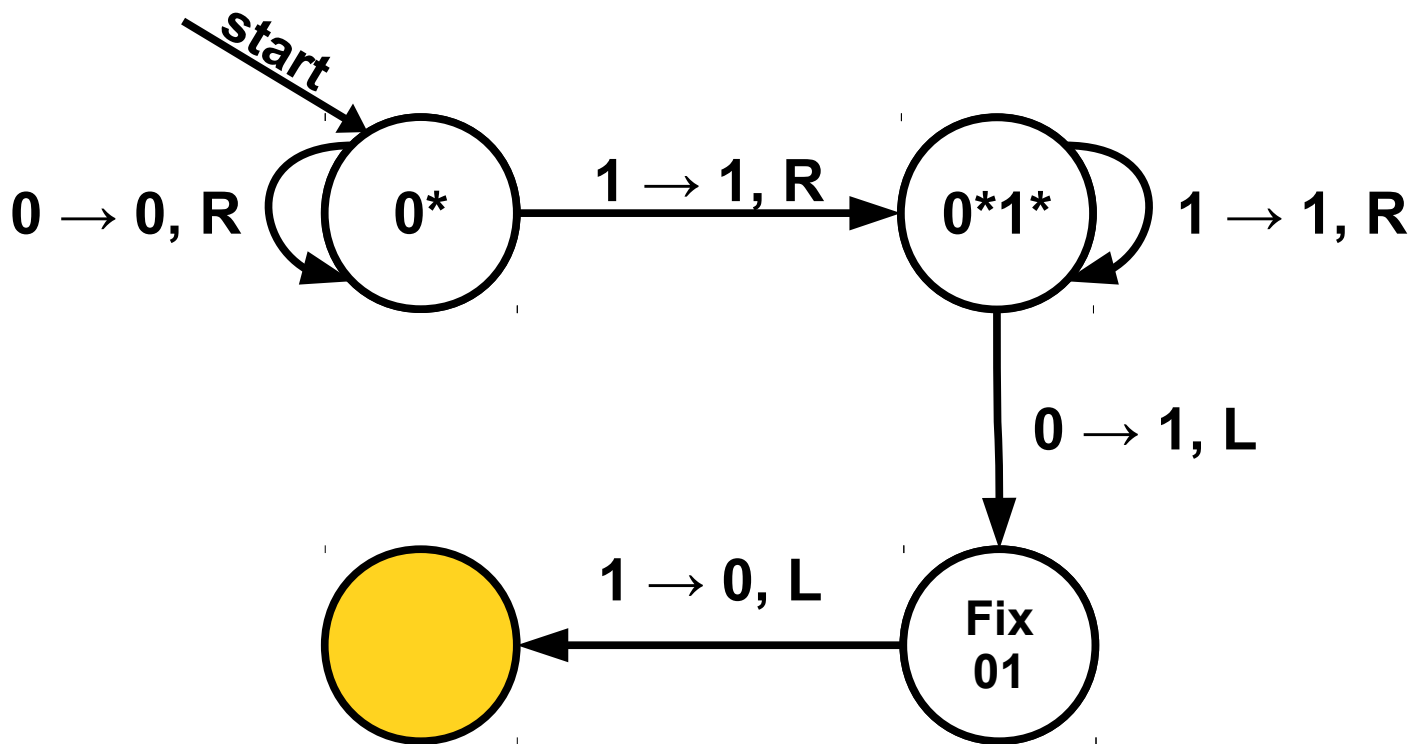 start
0 → 0, R
0*
1 → 1, R
0*1*
1 → 1, R
0 → 1, L
1 → 0, L
Fix
01